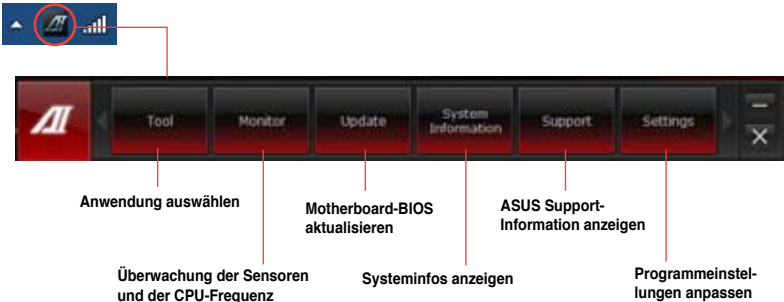 Tool
Monitor
Update
System
Information
Support
Settings
Anwendung auswählen
Motherboard-BIOS
aktualisieren
ASUS Support-
Information anzeigen
Überwachung der Sensoren
und der CPU-Frequenz
Systeminfos anzeigen
Programmeinstel-
lungen anpassen